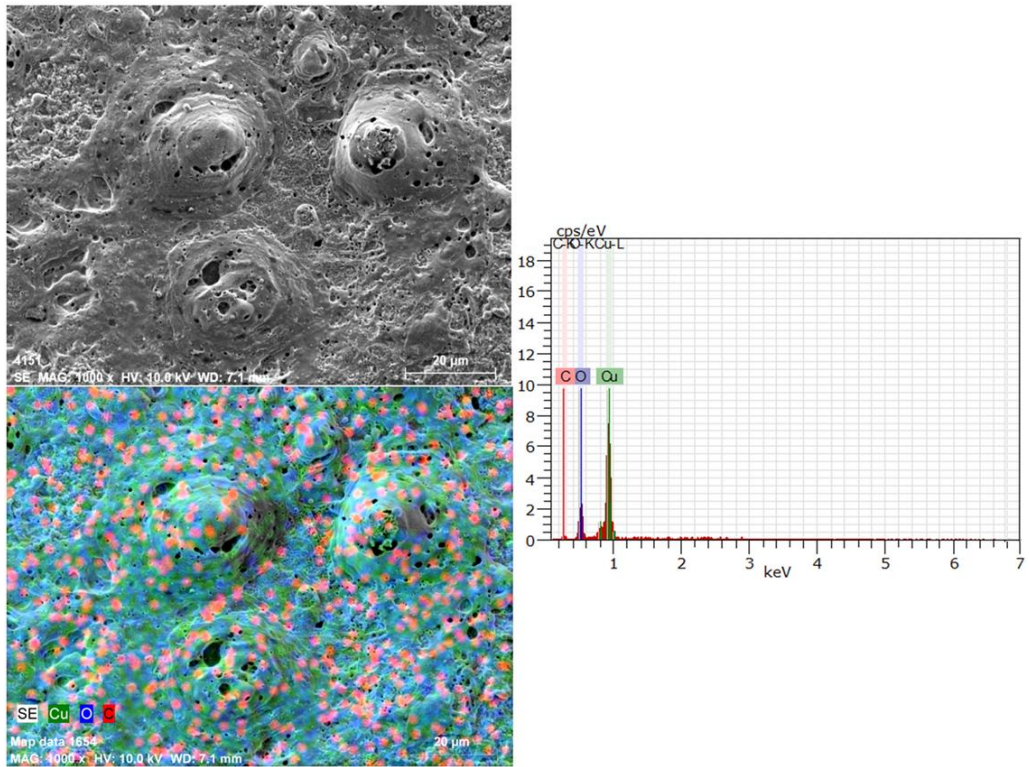 4151
SE MAG: 1000 x HV: 10.0 kV WD: 7.1 mm
20 µm
SE Cu O C
Map data 1654
MAG: 1000 x HV: 10.0 kV WD: 7.1 mm
20 µm
cps/eV
C-K O-K Cu-L
18
16
14
12
10
8
6
4
2
0
C O Cu
1 2 3 4 5 6 7
keV